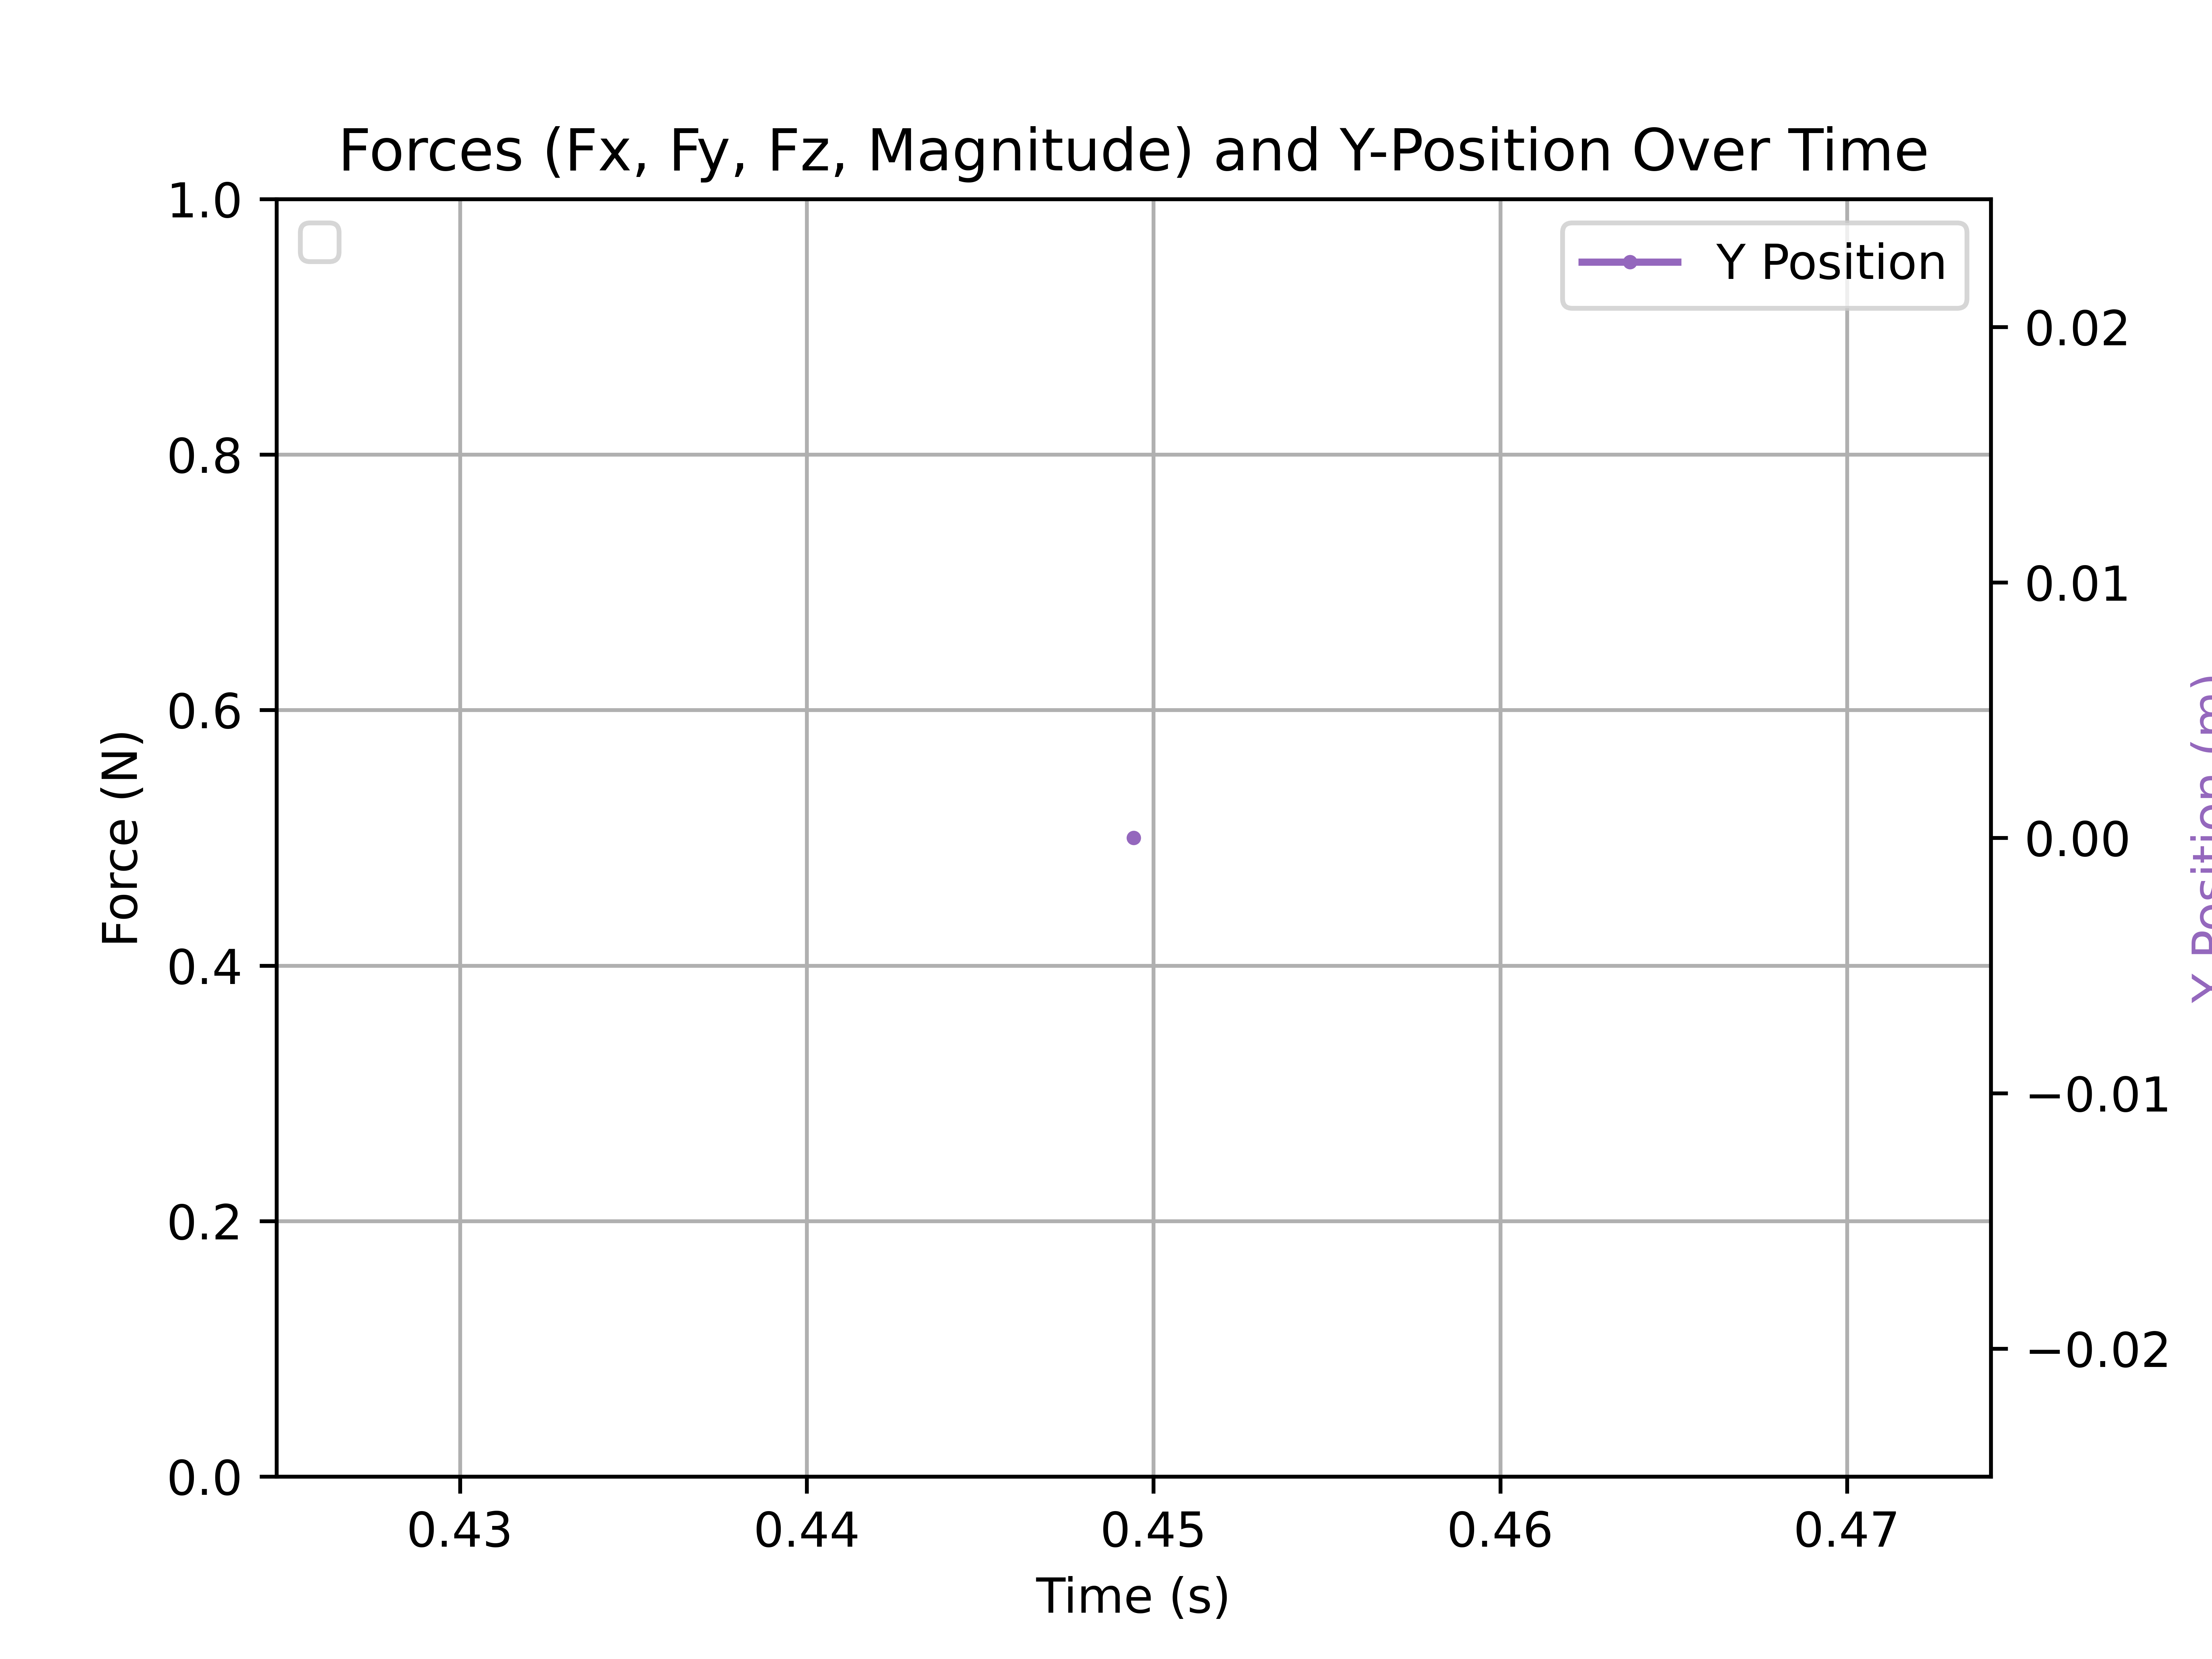 Forces (Fx, Fy, Fz, Magnitude) and Y-Position Over Time
Y Position
1.0
0.8
0.6
0.4
0.2
0.0
Force (N)
0.02
0.01
0.00
−0.01
−0.02
Y Position (m)
0.43 0.44 0.45 0.46 0.47
Time (s)